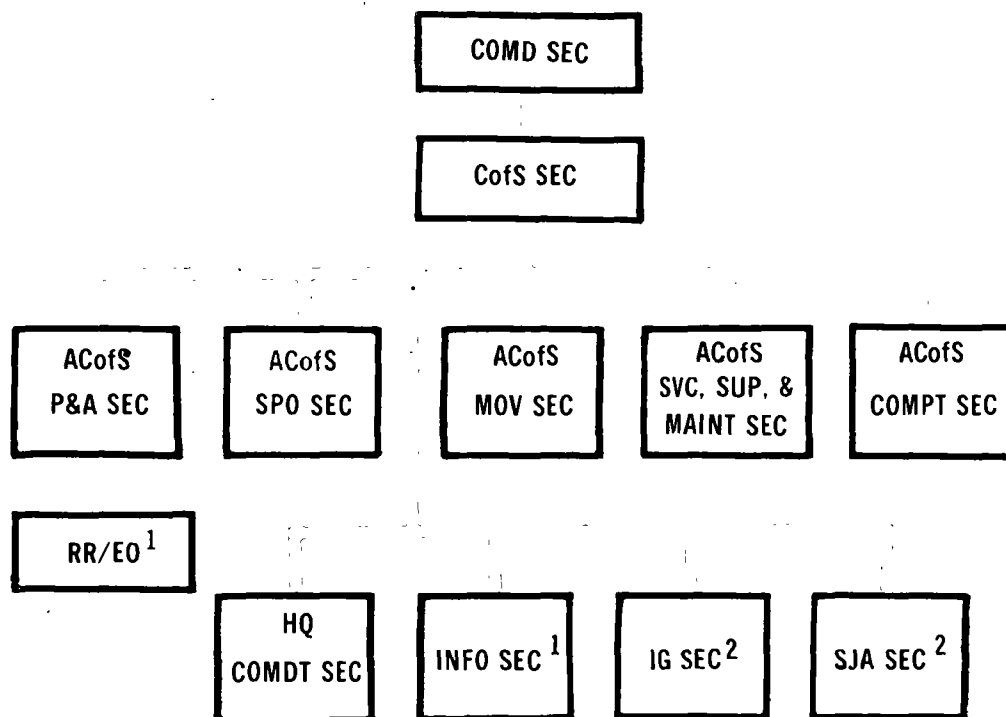 COMD SEC
CofS SEC
ACofS
P&A SEC
ACofS
SPO SEC
ACofS
MOV SEC
ACofS
SVC, SUP, &
MAINT SEC
ACofS
COMPT SEC
RR/EO 1
HQ
COMDT SEC
INFO SEC 1
IG SEC 2
SJA SEC 2